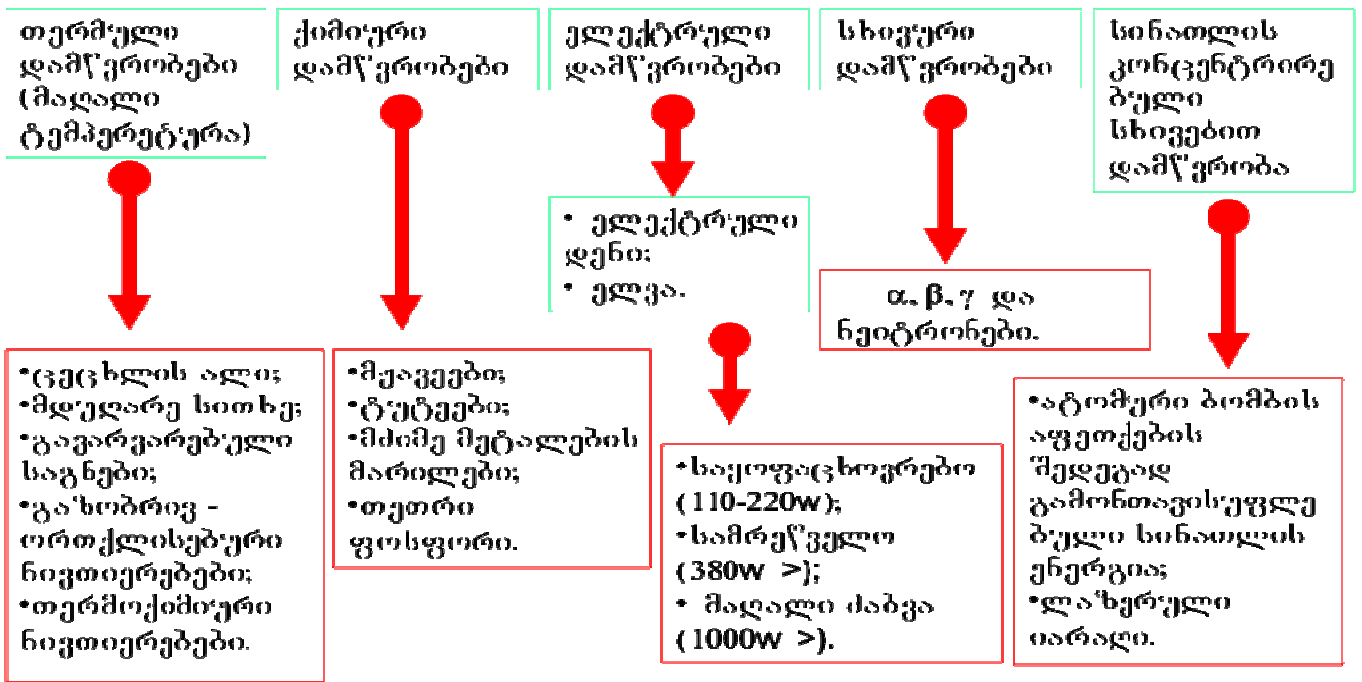 თერმული
დამწვრობები
(მაღალი
ტემპერეტურა)
ქიმიური
დამწვრობები
ელექტრული
დამწვრობები
სხივური
დამწვრობები
სინათლის
კონცენტრირე
ბული
სხივებით
დამწვრობა
• ელექტრული
დენი;
• ელვა.
α, β, γ და
ნეიტრონები.
•ცეცხლის ალი;
•მდუღარე სითხე;
•გავარვარებული
საგნები;
•გაზობრივ -
ორთქლისებური
ნივთიერებები;
•თერმოქიმიური
ნივთიერებები.
•მჟავეები;
•ტუტეები;
•მძიმე მეტალების
მარილები;
•თეთრი
ფოსფორი.
•საყოფაცხოვრებო
(110-220w);
•სამრეწველო
(380w >);
• მაღალი ძაბვა
(1000w >).
•ატომური ბომბის
აფეთქების
შედეგად
გამონთავისუფლე
ბული სინათლის
ენერგია;
•ლაზერული
იარაღი.